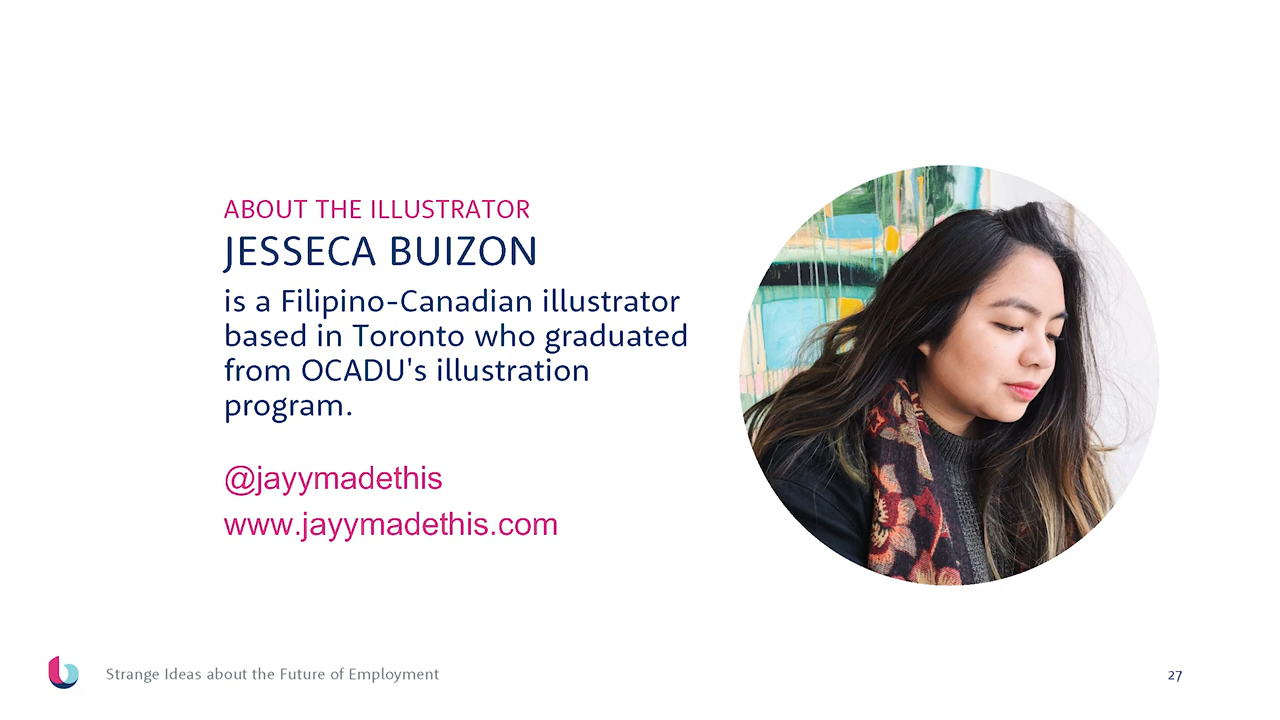 ABOUT THE ILLUSTRATOR
JESSECA BUIZON
is a Filipino-Canadian illustrator
based in Toronto who graduated
from OCADU's illustration
program.
@jayymadethis
www.jayymadethis.com
Strange Ideas about the Future of Employment
27